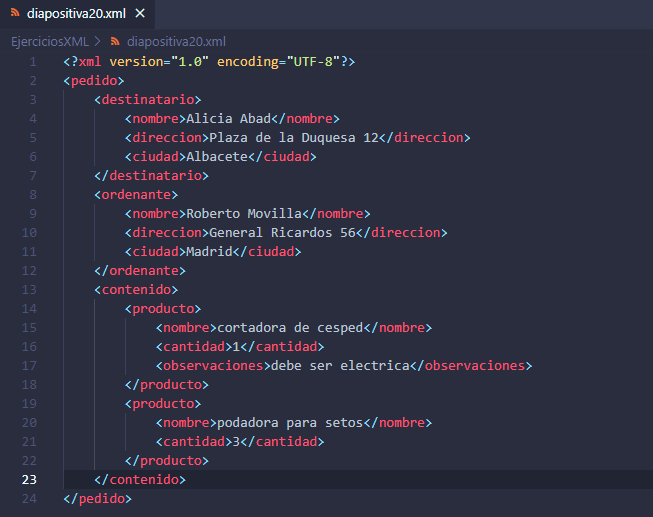 diapositiva20.xml
EjerciciosXML > diapositiva20.xml
1 <?xml version="1.0" encoding="UTF-8"?>
2 <pedido>
3     <destinatario>
4         <nombre>Alicia Abad</nombre>
5         <direccion>Plaza de la Duquesa 12</direccion>
6         <ciudad>Albacete</ciudad>
7     </destinatario>
8     <ordenante>
9         <nombre>Roberto Movilla</nombre>
10         <direccion>General Ricardos 56</direccion>
11         <ciudad>Madrid</ciudad>
12     </ordenante>
13     <contenido>
14         <producto>
15             <nombre>cortadora de cesped</nombre>
16             <cantidad>1</cantidad>
17             <observaciones>debe ser electrica</observaciones>
18         </producto>
19         <producto>
20             <nombre>podadora para setos</nombre>
21             <cantidad>3</cantidad>
22         </producto>
23     </contenido>
24 </pedido>